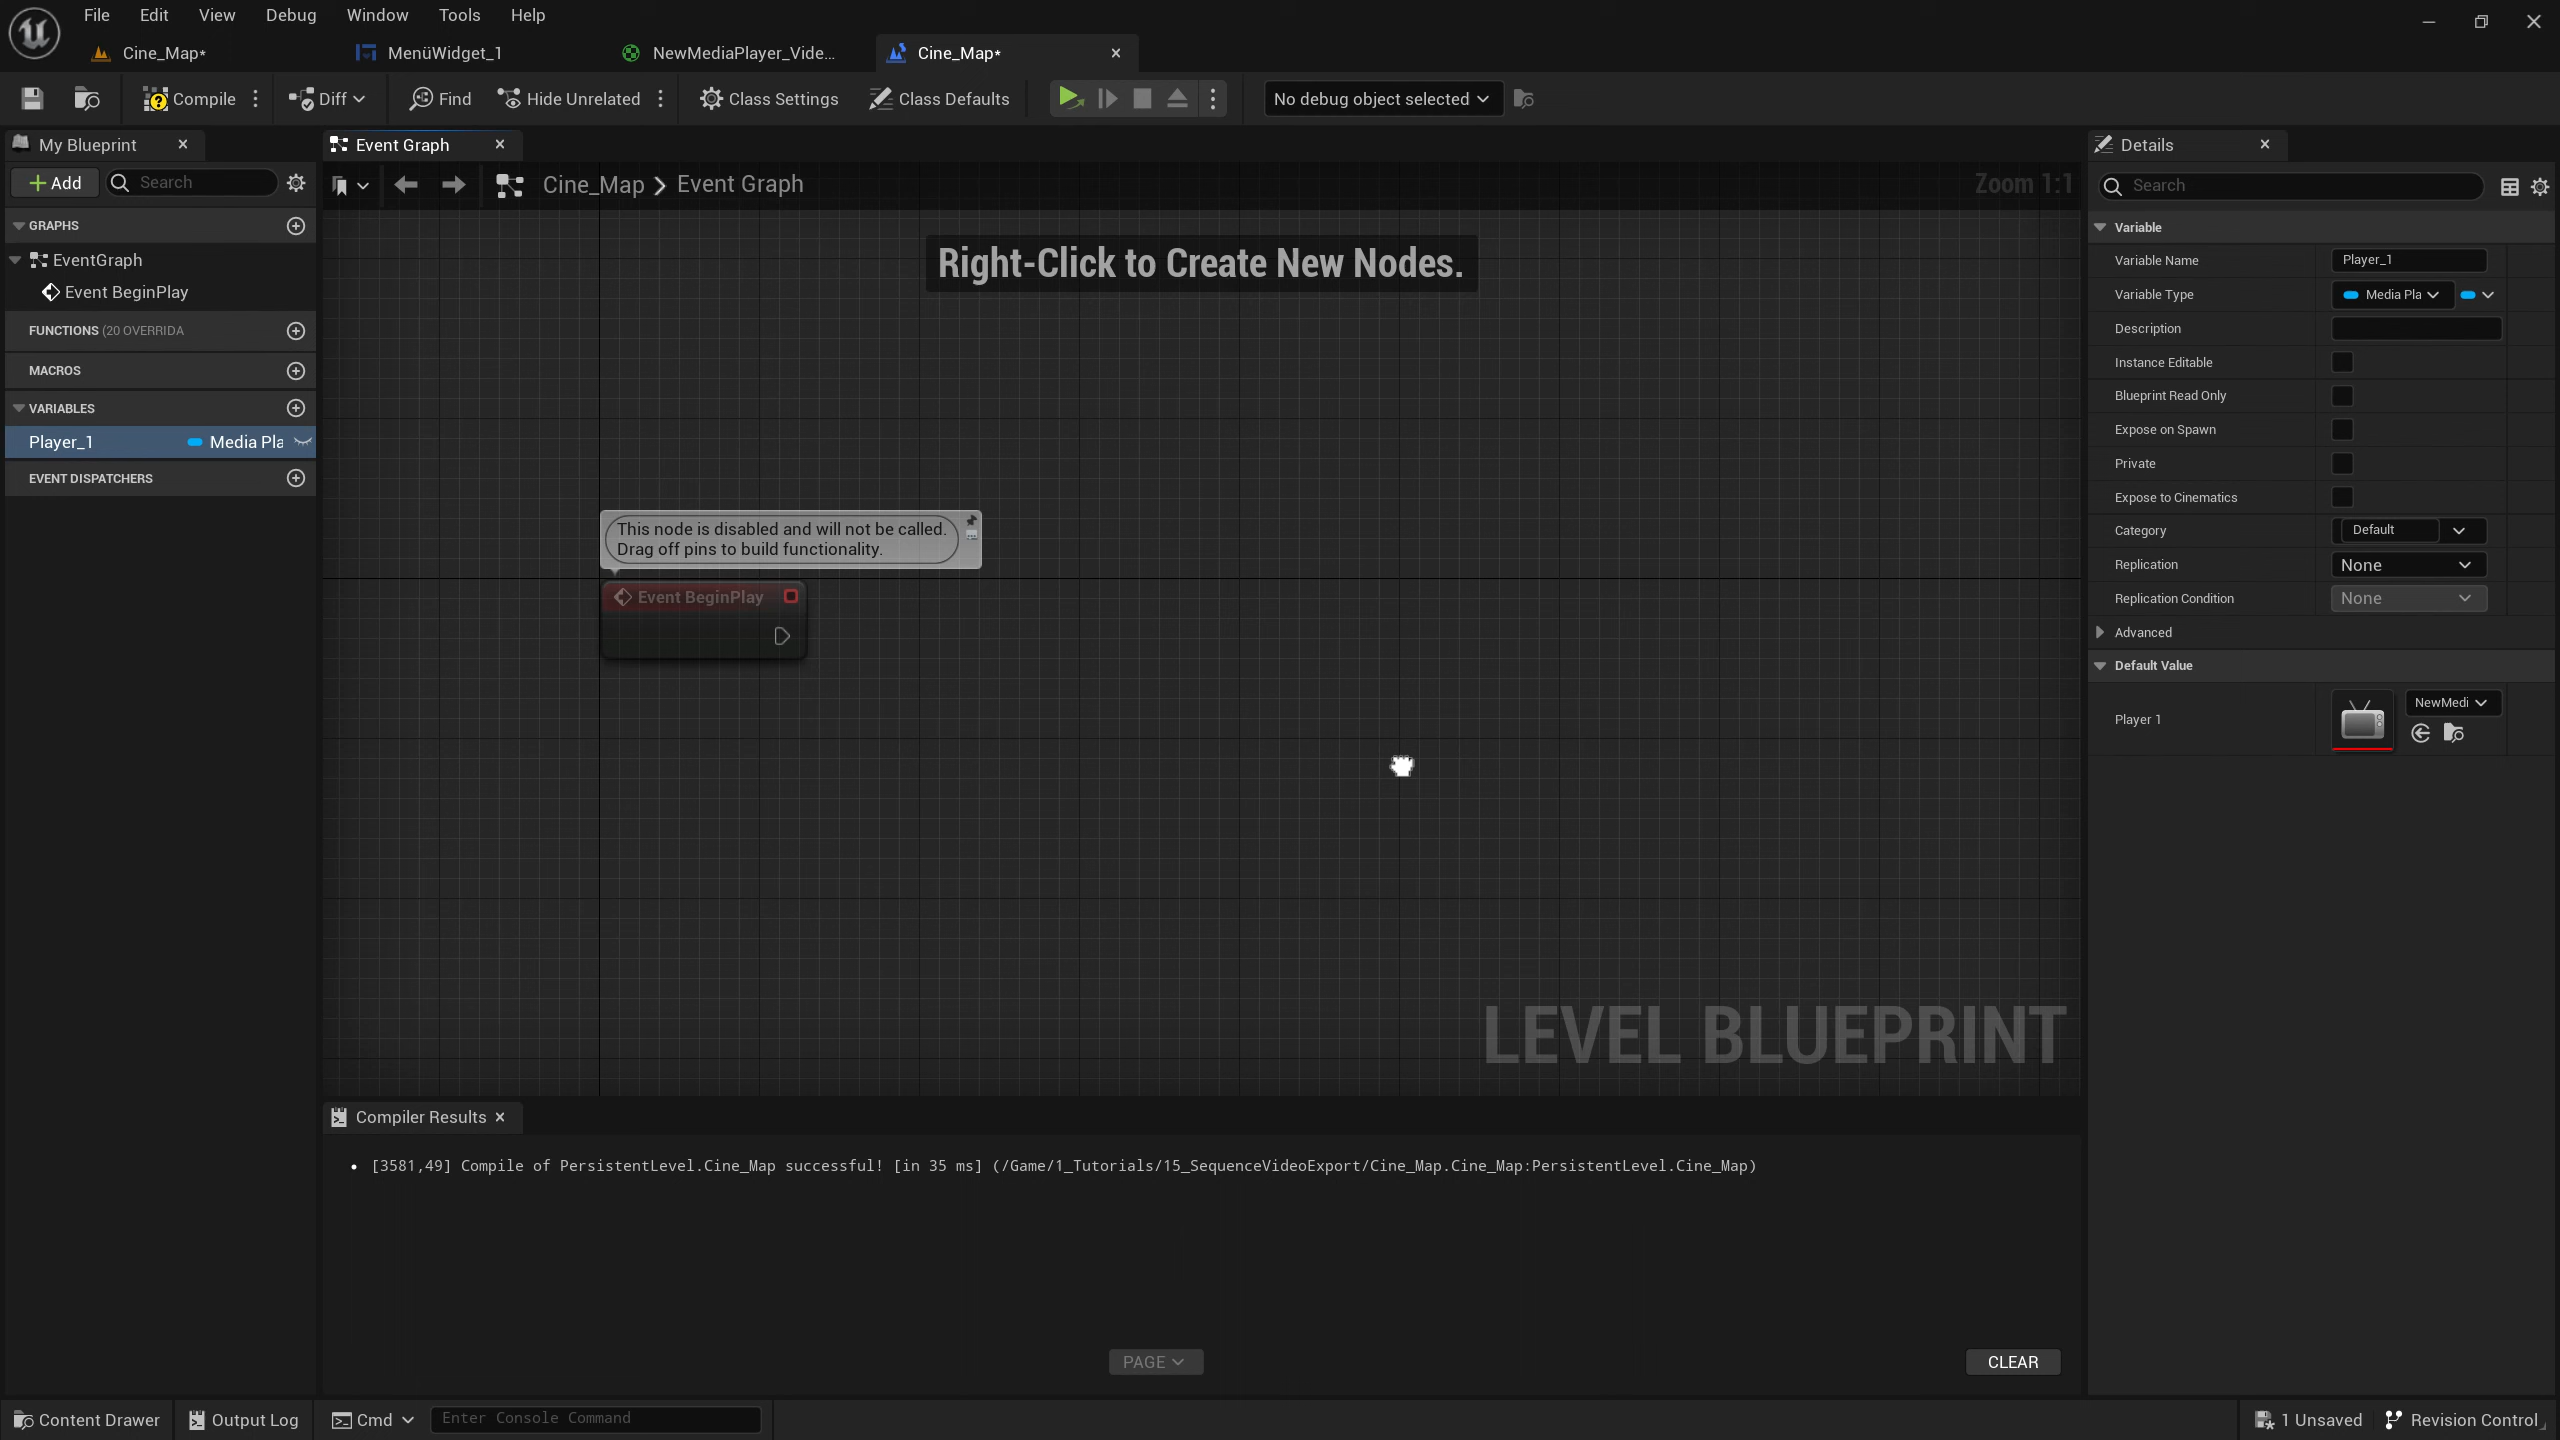 File Edit View Debug Window Tools Help
Cine_Map* MenüWidget_1 NewMediaPlayer_Vide... Cine_Map*
Compile Diff Find Hide Unrelated Class Settings Class Defaults No debug object selected
My Blueprint Event Graph Details
Add Search Cine_Map > Event Graph Zoom 1:1 Search
GRAPHS
EventGraph
Event BeginPlay
FUNCTIONS (20 OVERRIDA
MACROS
VARIABLES
Player_1 Media Pla
EVENT DISPATCHERS
Right-Click to Create New Nodes.
This node is disabled and will not be called.
Drag off pins to build functionality.
Event BeginPlay
LEVEL BLUEPRINT
Variable
Variable Name Player_1
Variable Type Media Pla
Description
Instance Editable
Blueprint Read Only
Expose on Spawn
Private
Expose to Cinematics
Category Default
Replication None
Replication Condition None
Advanced
Default Value
Player 1 NewMedi
Compiler Results
[3581,49] Compile of PersistentLevel.Cine_Map successful! [in 35 ms] (/Game/1_Tutorials/15_SequenceVideoExport/Cine_Map.Cine_Map:PersistentLevel.Cine_Map)
PAGE CLEAR
Content Drawer Output Log Cmd Enter Console Command 1 Unsaved Revision Control